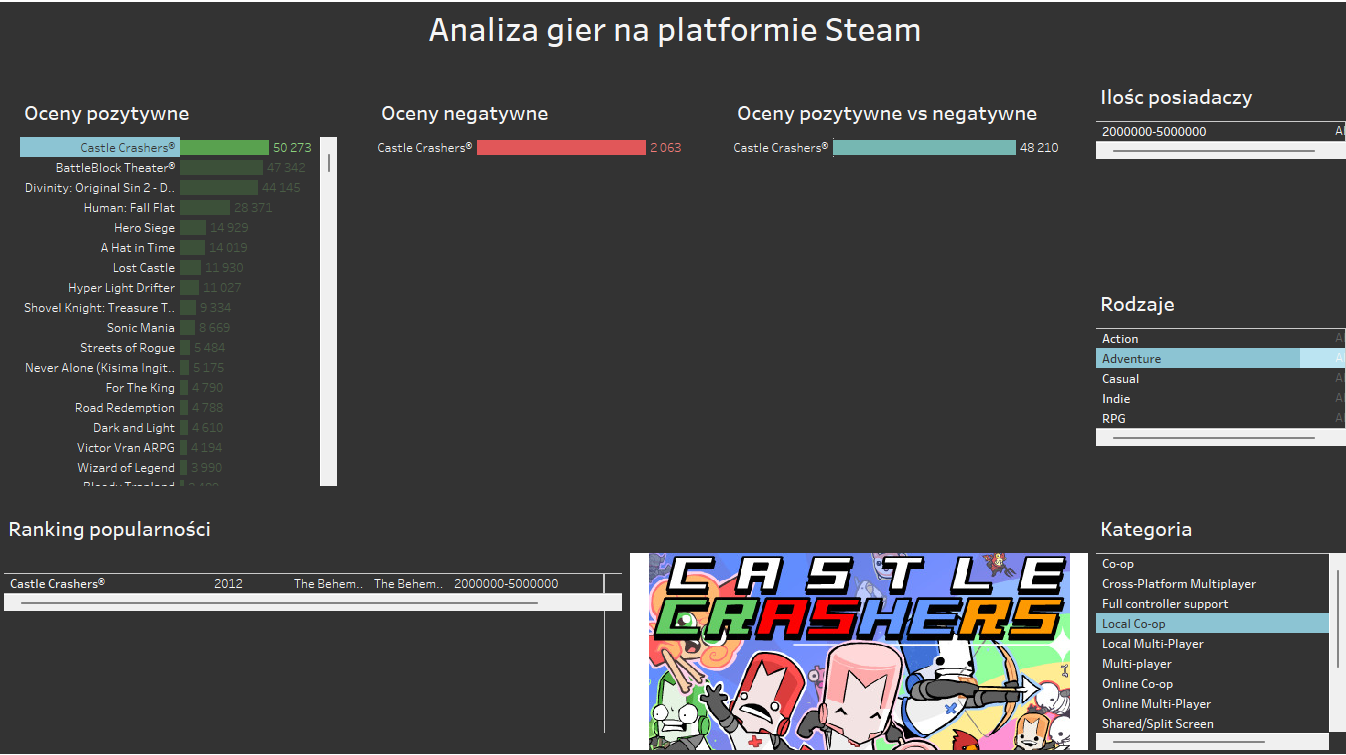 Analiza gier na platformie Steam
Oceny pozytywne
Castle Crashers® 50 273
BattleBlock Theater® 47 342
Divinity: Original Sin 2 - D.. 44 145
Human: Fall Flat 28 371
Hero Siege 14 929
A Hat in Time 14 019
Lost Castle 11 930
Hyper Light Drifter 11 027
Shovel Knight: Treasure T.. 9 334
Sonic Mania 8 669
Streets of Rogue 5 484
Never Alone (Kisima Ingit.. 5 175
For The King 4 790
Road Redemption 4 788
Dark and Light 4 610
Victor Vran ARPG 4 194
Wizard of Legend 3 990
Oceny negatywne
Castle Crashers® 2 063
Oceny pozytywne vs negatywne
Castle Crashers® 48 210
Ilośc posiadaczy
2000000-5000000
Rodzaje
Action
Adventure
Casual
Indie
RPG
Ranking popularności
Castle Crashers® 2012 The Behem.. The Behem.. 2000000-5000000
CASTLE
CRASHERS
Kategoria
Co-op
Cross-Platform Multiplayer
Full controller support
Local Co-op
Local Multi-Player
Multi-player
Online Co-op
Online Multi-Player
Shared/Split Screen